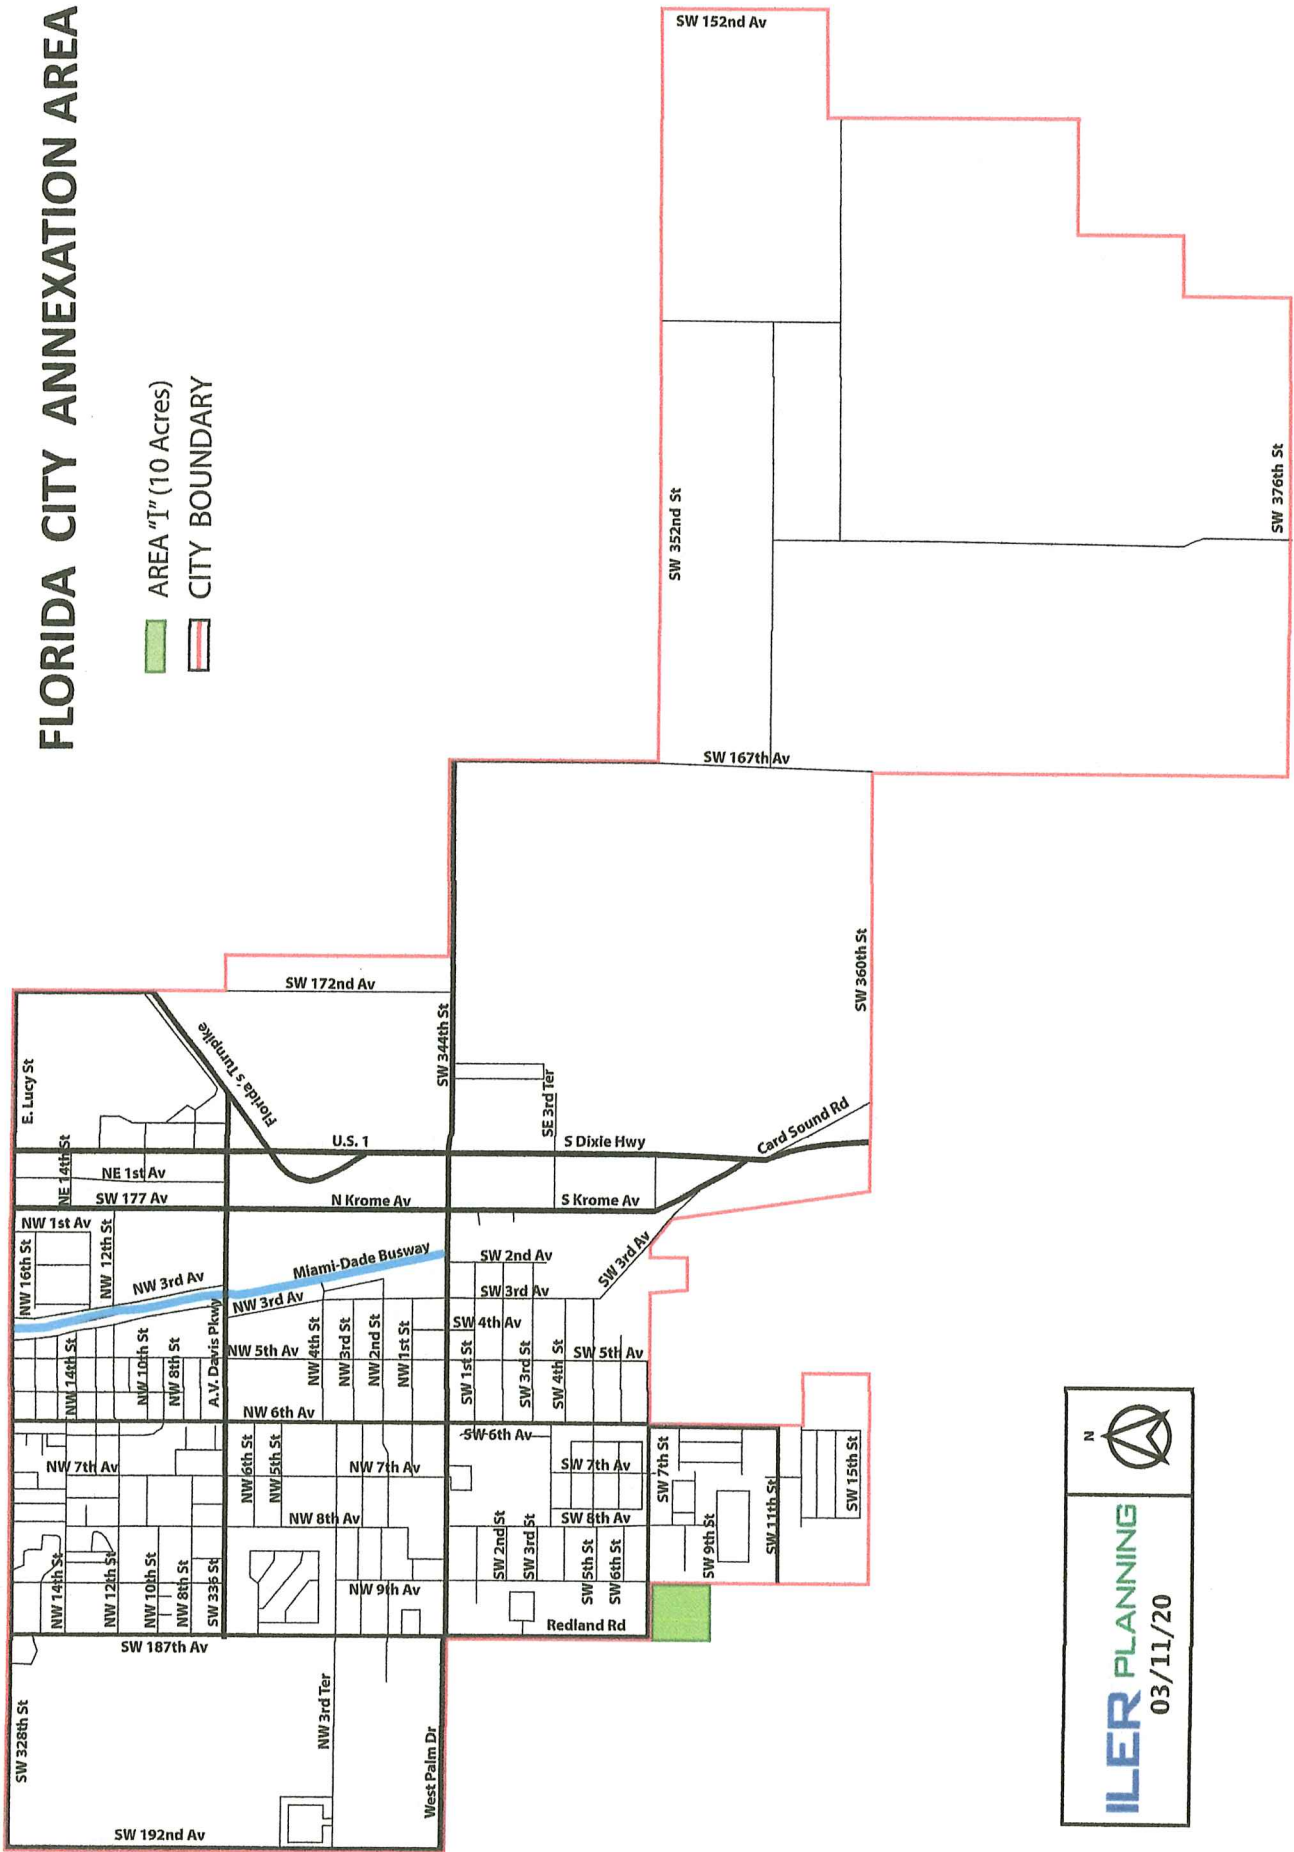 FLORIDA CITY ANNEXATION AREA
AREA "I" (10 Acres)
CITY BOUNDARY
SW 152nd Av
SW 352nd St
SW 376th St
SW 167th Av
SW 360th St
SW 172nd Av
SW 344th St
E. Lucy St
Florida's Turnpike
SE 3rd Ter
Card Sound Rd
U.S. 1
S Dixie Hwy
NE 14th St
NE 1st Av
SW 177 Av
N Krome Av
S Krome Av
NW 1st Av
NW 16th St
NW 12th St
NW 3rd Av
Miami-Dade Busway
NW 3rd Av
SW 2nd Av
SW 3rd Av
SW 3rd Av
SW 4th Av
NW 14th St
NW 10th St
NW 8th St
A.V. Davis Pkwy
NW 5th Av
NW 4th St
NW 3rd St
NW 2nd St
NW 1st St
SW 1st St
SW 3rd St
SW 4th St
SW 5th Av
NW 6th Av
SW 6th Av
NW 7th Av
NW 6th St
NW 5th St
NW 7th Av
SW 7th Av
SW 7th St
SW 15th St
NW 8th Av
SW 8th Av
SW 2nd St
SW 3rd St
SW 5th St
SW 6th St
SW 9th St
SW 11th St
NW 14th St
NW 12th St
NW 10th St
NW 8th St
SW 336 St
NW 9th Av
Redland Rd
SW 187th Av
SW 328th St
NW 3rd Ter
West Palm Dr
SW 192nd Av
N
ILER PLANNING
03/11/20